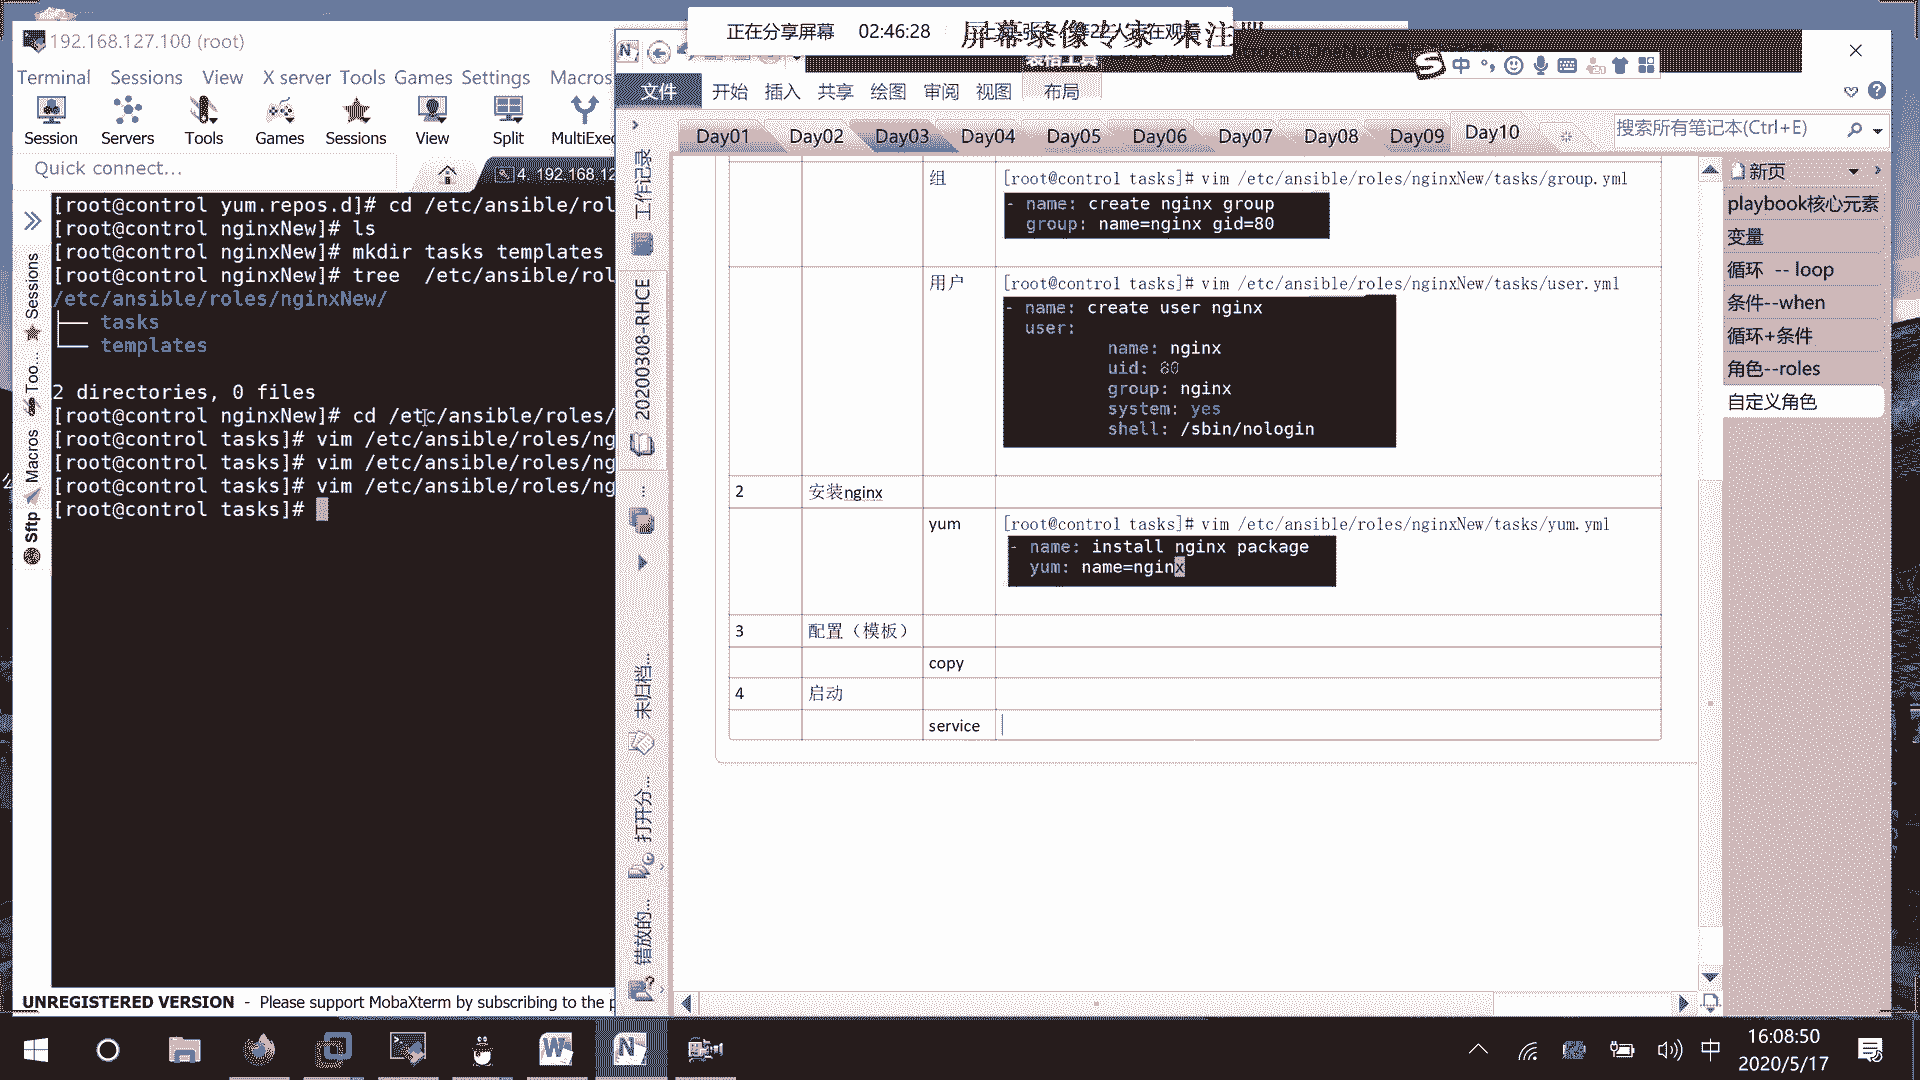 正在分享屏幕 02:46:28
屏幕录像专家 未注
192.168.127.100 (root)
Terminal Sessions View X server Tools Games Settings Macros
Session Servers Tools Games Sessions View Split MultiExec
Quick connect...
4. 192.168.12
[root@control yum.repos.d]# cd /etc/ansible/rol
[root@control nginxNew]# ls
[root@control nginxNew]# mkdir tasks templates
[root@control nginxNew]# tree  /etc/ansible/rol
/etc/ansible/roles/nginxNew/
├── tasks
└── templates
2 directories, 0 files
[root@control nginxNew]# cd /etc/ansible/roles/
[root@control tasks]# vim /etc/ansible/roles/ng
[root@control tasks]# vim /etc/ansible/roles/ng
[root@control tasks]# vim /etc/ansible/roles/ng
[root@control tasks]#
Sessions
Too...
Macros
Sftp
UNREGISTERED VERSION - Please support MobaXterm by subscribing to the p
文件 开始 插入 共享 绘图 审阅 视图 布局
Day01 Day02 Day03 Day04 Day05 Day06 Day07 Day08 Day09 Day10
搜索所有笔记本(Ctrl+E)
工作记录
20200308-RHCE
未归档...
打开分...
错放的...
组 [root@control tasks]# vim /etc/ansible/roles/nginxNew/tasks/group.yml
- name: create nginx group
group: name=nginx gid=80
用户 [root@control tasks]# vim /etc/ansible/roles/nginxNew/tasks/user.yml
- name: create user nginx
user:
name: nginx
uid: 80
group: nginx
system: yes
shell: /sbin/nologin
2 安装nginx
yum [root@control tasks]# vim /etc/ansible/roles/nginxNew/tasks/yum.yml
- name: install nginx package
yum: name=nginx
3 配置（模板）
copy
4 启动
service
新页
playbook核心元素
变量
循环 -- loop
条件--when
循环+条件
角色--roles
自定义角色
中
16:08:50
2020/5/17